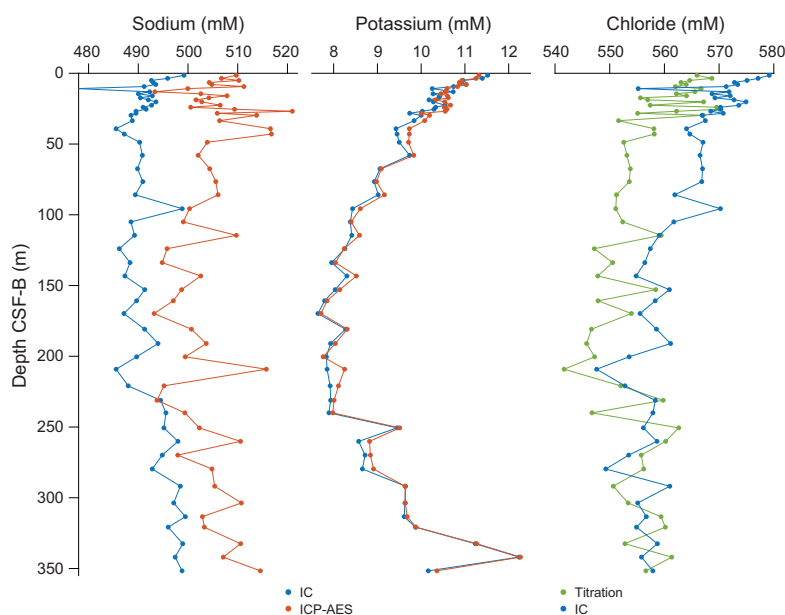 Sodium (mM) Potassium (mM) Chloride (mM)
480 500 510 520 8 9 10 11 12 540 550 560 570 580
0
50
100
150
200
250
300
350
Depth CSF-B (m)
IC
ICP-AES
Titration
IC